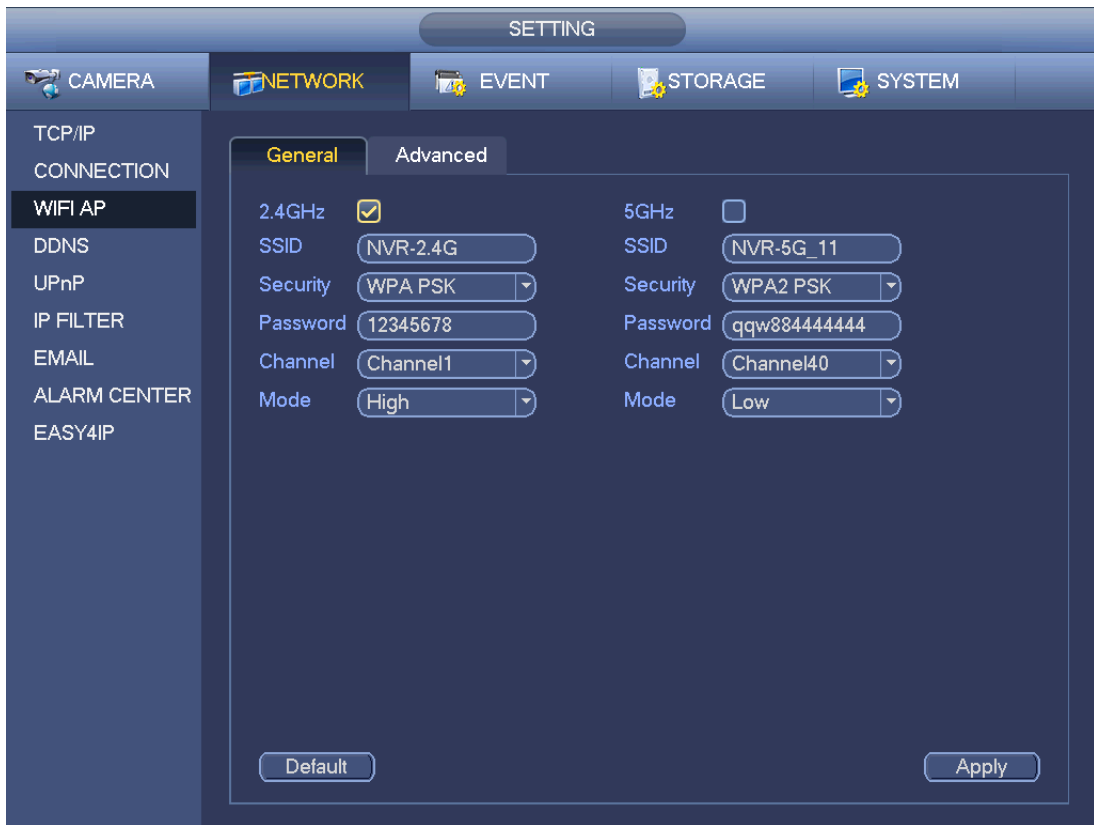 SETTING
CAMERA NETWORK EVENT STORAGE SYSTEM
TCP/IP
CONNECTION
WIFI AP
DDNS
UPnP
IP FILTER
EMAIL
ALARM CENTER
EASY4IP
General Advanced
2.4GHz 5GHz
SSID NVR-2.4G SSID NVR-5G_11
Security WPA PSK Security WPA2 PSK
Password 12345678 Password qqw884444444
Channel Channel1 Channel Channel40
Mode High Mode Low
Default Apply